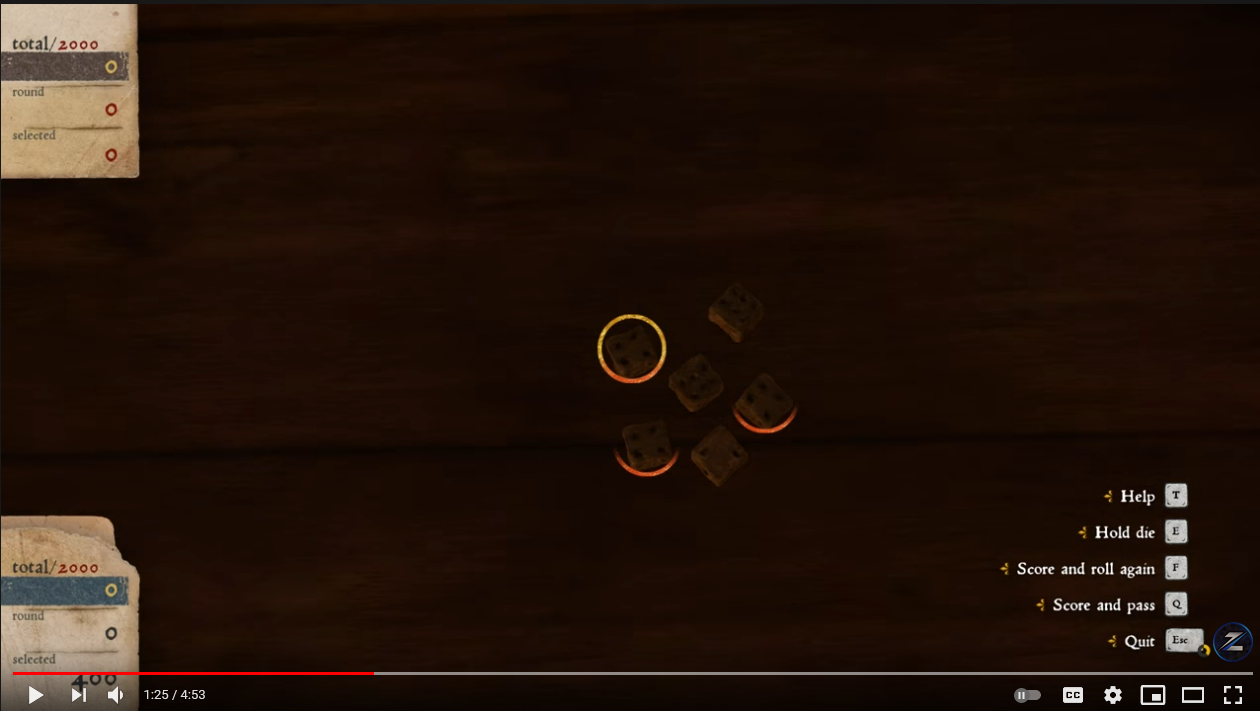 total/2000
0
round
0
selected
0
Help T
Hold die E
Score and roll again F
Score and pass Q
Quit Esc
Z
total/2000
0
round
0
selected
400
1:25 / 4:53
CC